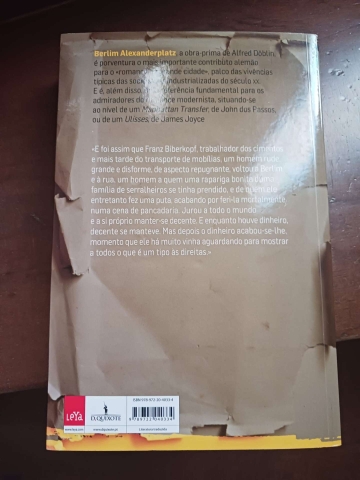 Berlim Alexanderplatz, a obra-prima de Alfred Döblin,
é porventura o mais importante contributo alemão
para o «romance da grande cidade», palco das vivências
típicas das sociedades industrializadas do século XX.
E é, além disso, uma referência fundamental para os
admiradores do romance modernista, situando-se
ao nível de um Manhattan Transfer, de John dos Passos,
ou de um Ulisses, de James Joyce.
«E foi assim que Franz Biberkopf, trabalhador dos cimentos
e mais tarde do transporte de mobílias, um homem rude,
grande e disforme, de aspecto repugnante, voltou a Berlim
e à rua, um homem a quem uma rapariga bonita duma
família de serralheiros se tinha prendido, e de quem ele
entretanto fez uma puta, acabando por feri-la mortalmente
numa cena de pancadaria. Jurou a todo o mundo
e a si próprio manter-se decente. E enquanto houve dinheiro,
decente se manteve. Mas depois o dinheiro acabou-se-lhe,
momento que ele há muito vinha aguardando para mostrar
a todos o que é um tipo às direitas.»
LEYA
D. QUIXOTE